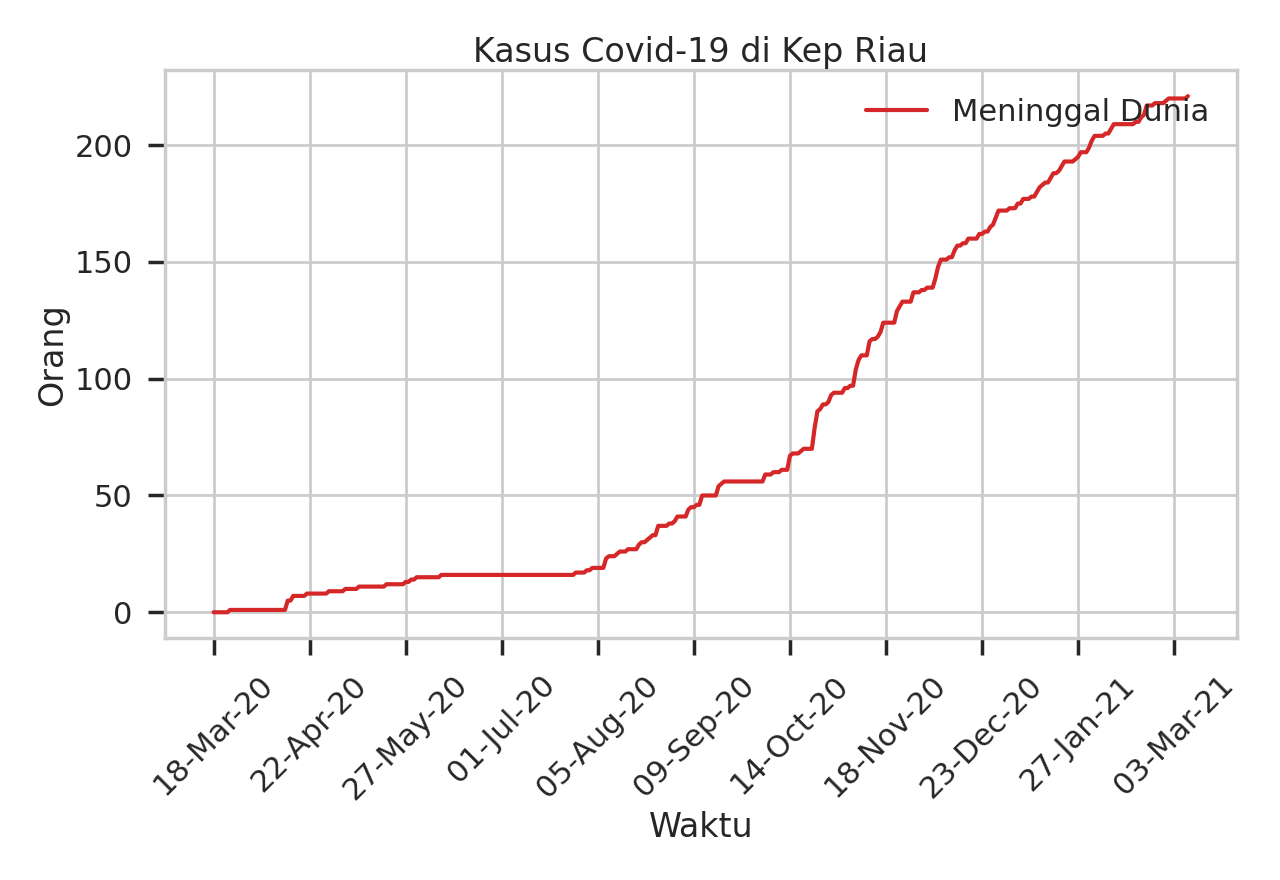 Kasus Covid-19 di Kep Riau
Meninggal Dunia
Orang
200
150
100
50
0
18-Mar-20
22-Apr-20
27-May-20
01-Jul-20
05-Aug-20
09-Sep-20
14-Oct-20
18-Nov-20
23-Dec-20
27-Jan-21
03-Mar-21
Waktu